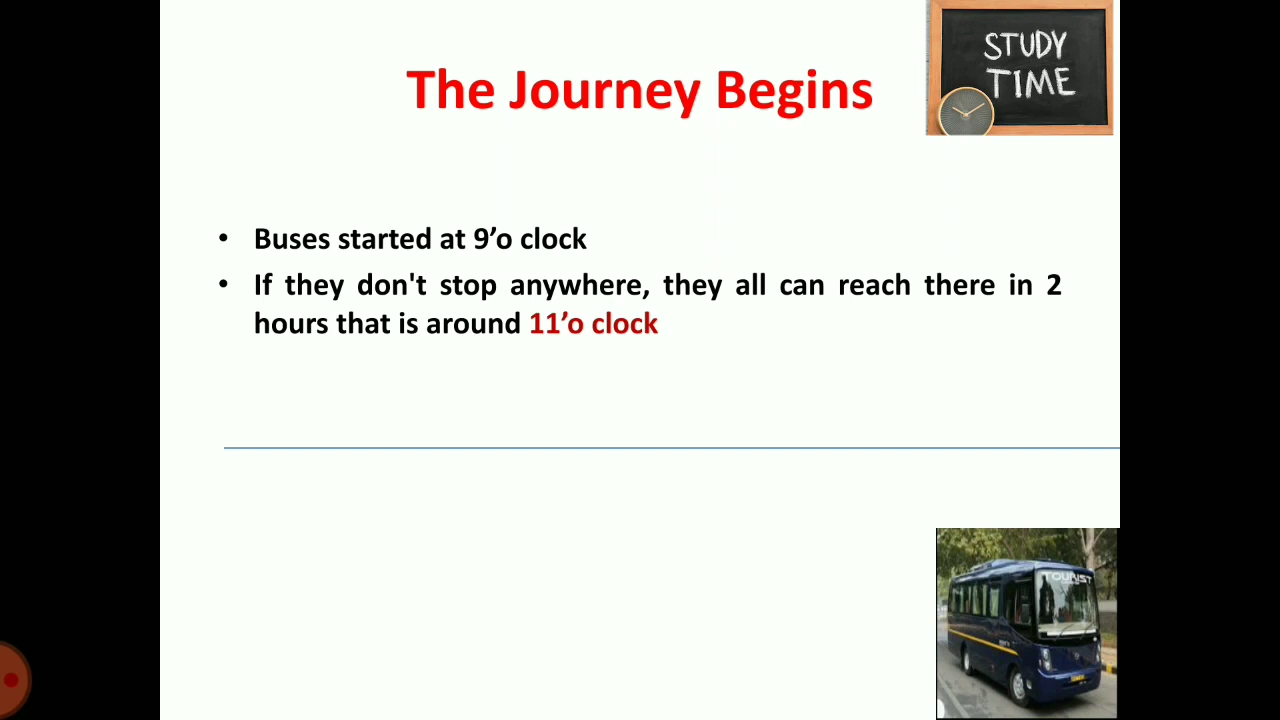 The Journey Begins
STUDY
TIME
• Buses started at 9’o clock
• If they don't stop anywhere, they all can reach there in 2
hours that is around 11’o clock
TOURIST